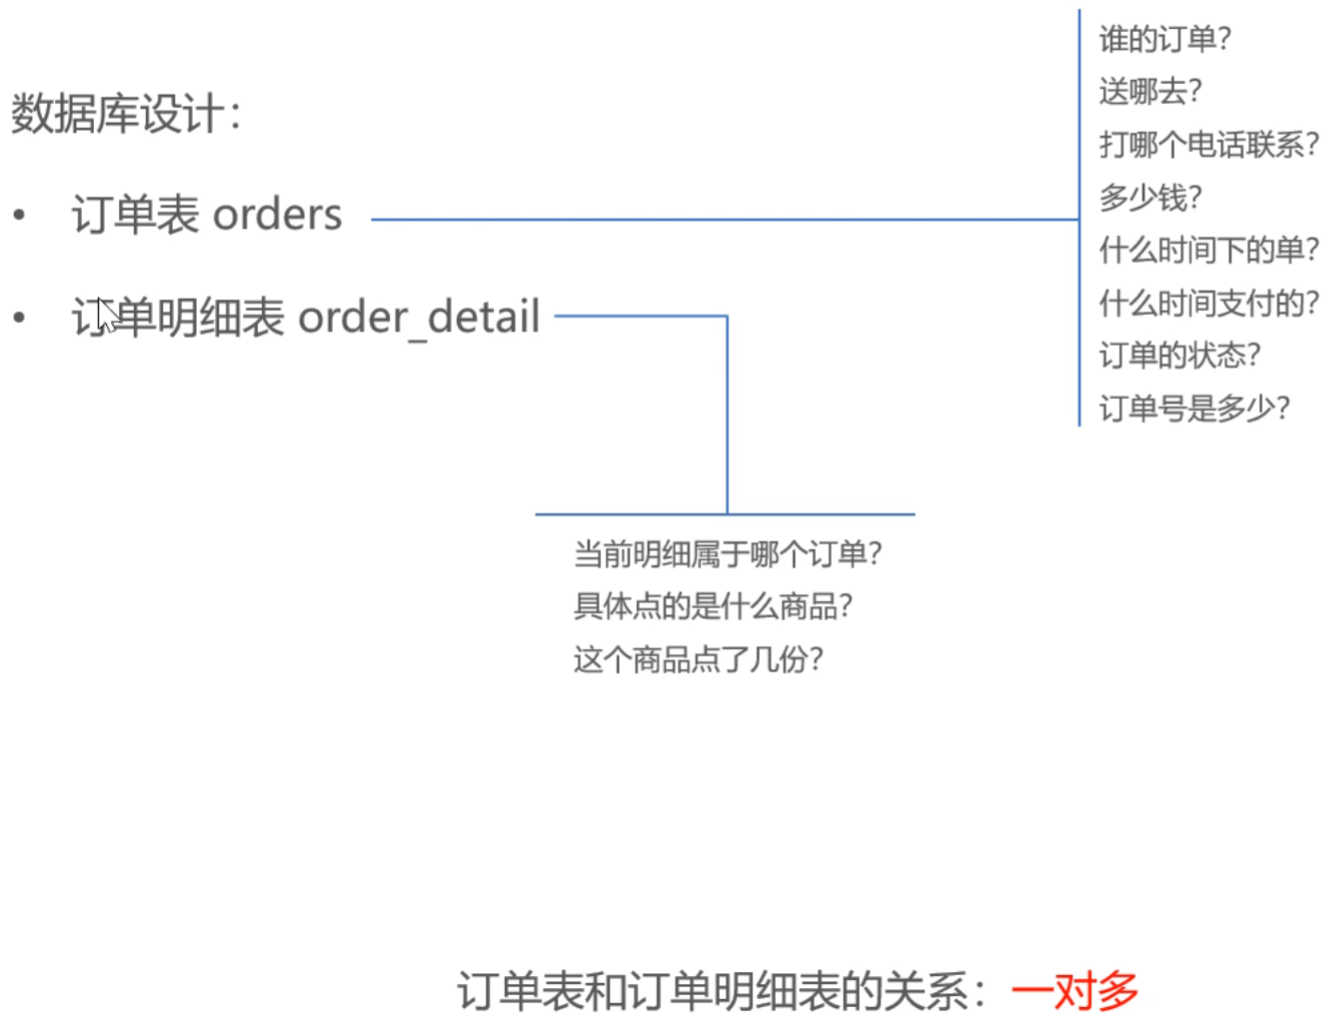 数据库设计：
• 订单表 orders
• 订单明细表 order_detail
谁的订单？
送哪去？
打哪个电话联系？
多少钱？
什么时间下的单？
什么时间支付的？
订单的状态？
订单号是多少？
当前明细属于哪个订单？
具体点的是什么商品？
这个商品点了几份？
订单表和订单明细表的关系：一对多